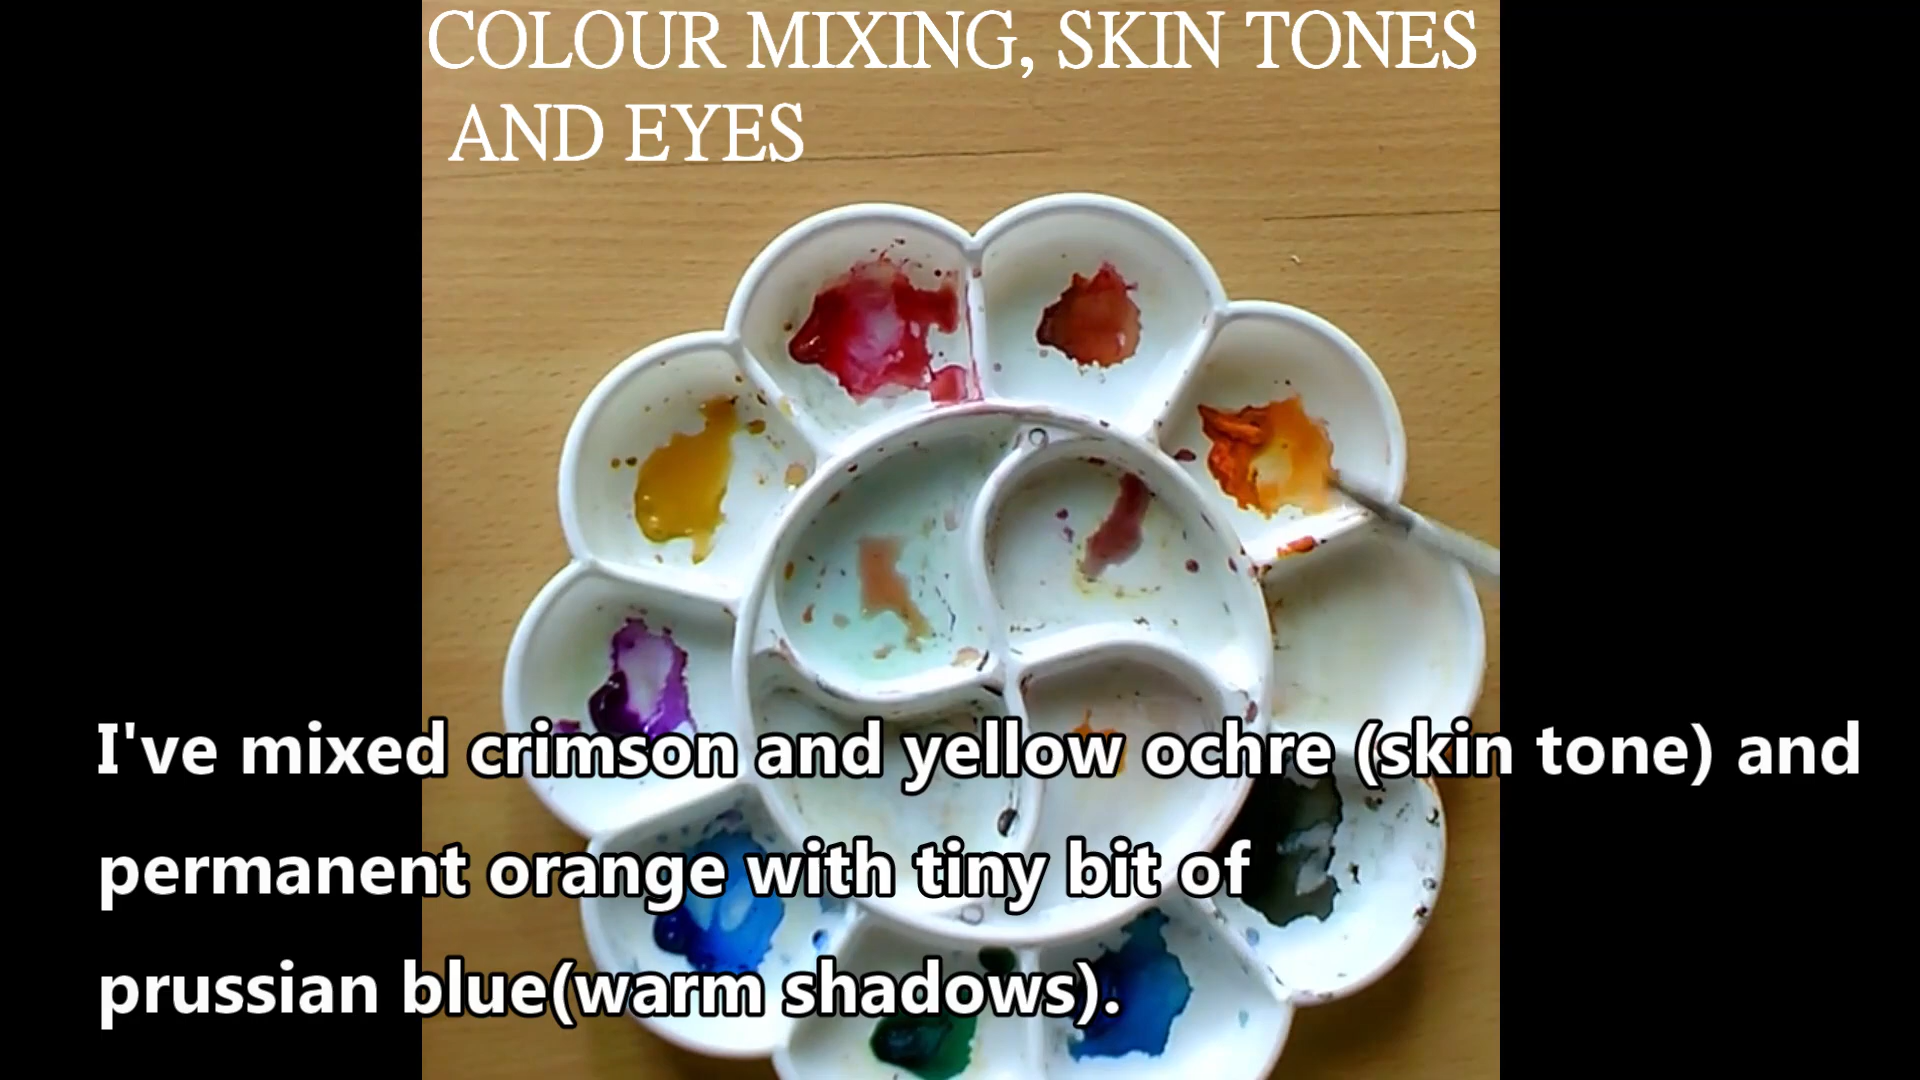 COLOUR MIXING, SKIN TONES
AND EYES
I've mixed crimson and yellow ochre (skin tone) and
permanent orange with tiny bit of
prussian blue(warm shadows).